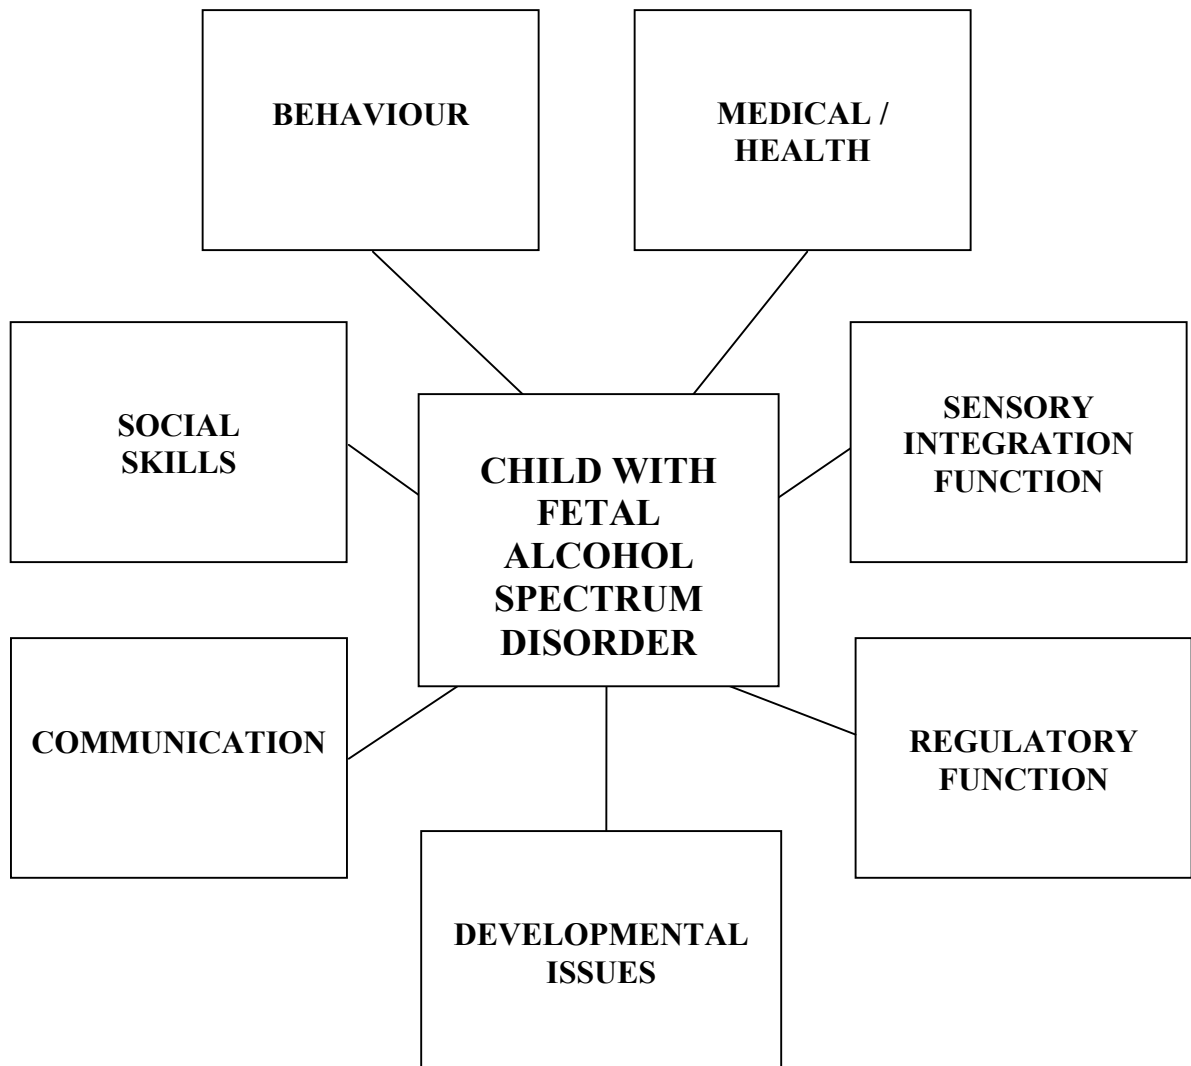 BEHAVIOUR
MEDICAL /
HEALTH
SOCIAL
SKILLS
CHILD WITH
FETAL
ALCOHOL
SPECTRUM
DISORDER
SENSORY
INTEGRATION
FUNCTION
COMMUNICATION
REGULATORY
FUNCTION
DEVELOPMENTAL
ISSUES